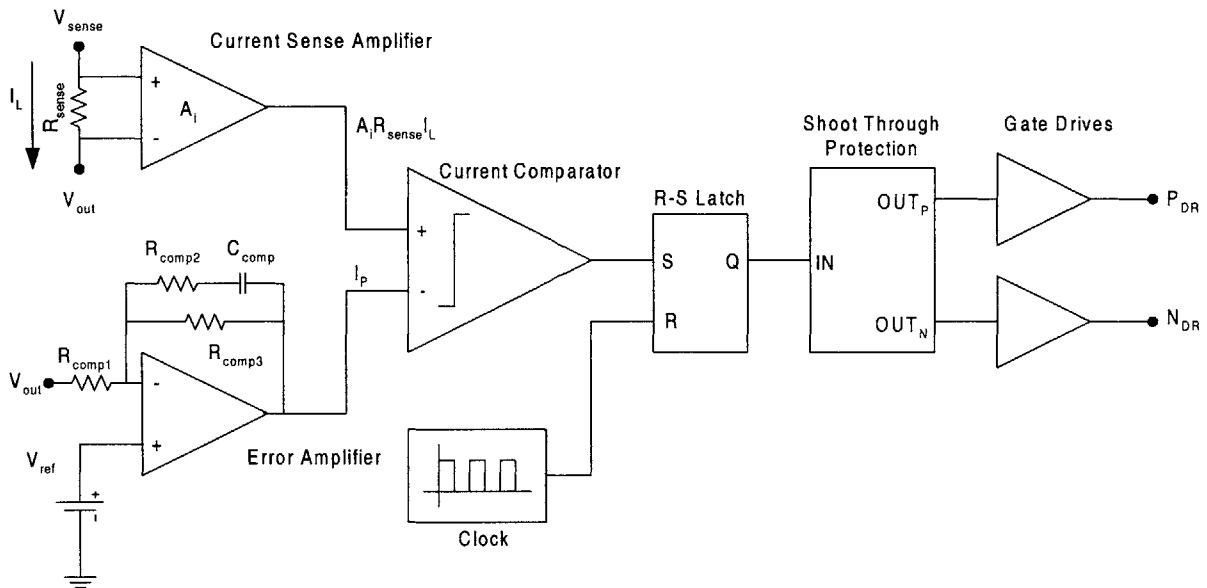 V_sense
Current Sense Amplifier
I_L
R_sense
+
A_i
-
V_out
A_iR_senseI_L
Shoot Through
Protection
Gate Drives
Current Comparator
R-S Latch
OUT_P
P_DR
+
S
Q
IN
I_P
-
R
OUT_N
N_DR
R_comp2
C_comp
R_comp1
R_comp3
V_out
-
+
V_ref
Error Amplifier
+
-
Clock